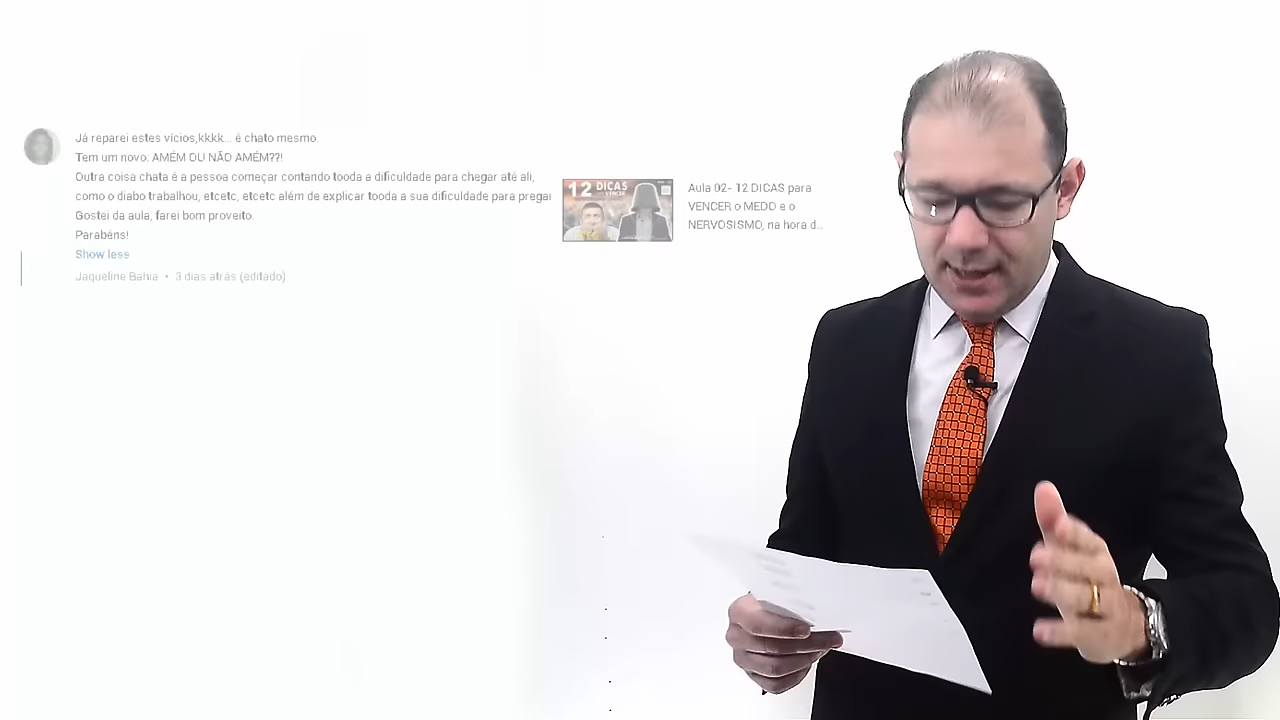 Já reparei estes vícios,kkkk... é chato mesmo.
Tem um novo. AMÉM OU NÃO AMÉM??!
Outra coisa chata é a pessoa começar contando tooda a dificuldade para chegar até ali,
como o diabo trabalhou, etcetc, etcetc além de explicar tooda a sua dificuldade para pregar
Gostei da aula, farei bom proveito.
Parabéns!
Show less
Jaqueline Bahia • 3 dias atrás (editado)
12 DICAS
VENCER
Aula 02- 12 DICAS para
VENCER o MEDO e o
NERVOSISMO, na hora d...